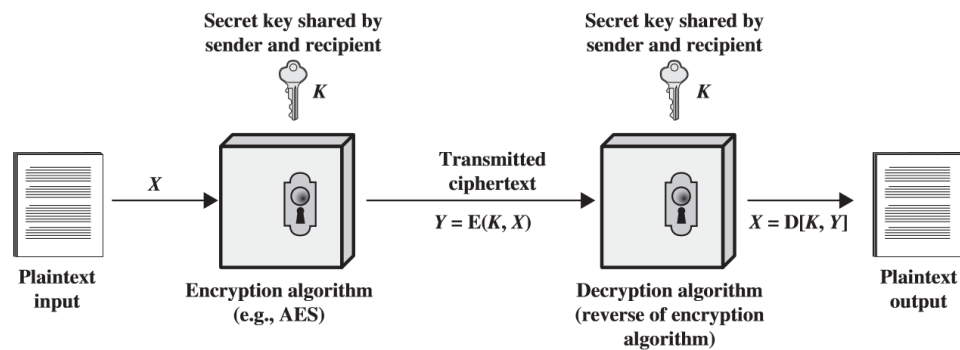 Secret key shared by
sender and recipient
K
Secret key shared by
sender and recipient
K
X
Transmitted
ciphertext
Y = E(K, X)
X = D[K, Y]
Plaintext
input
Encryption algorithm
(e.g., AES)
Decryption algorithm
(reverse of encryption
algorithm)
Plaintext
output